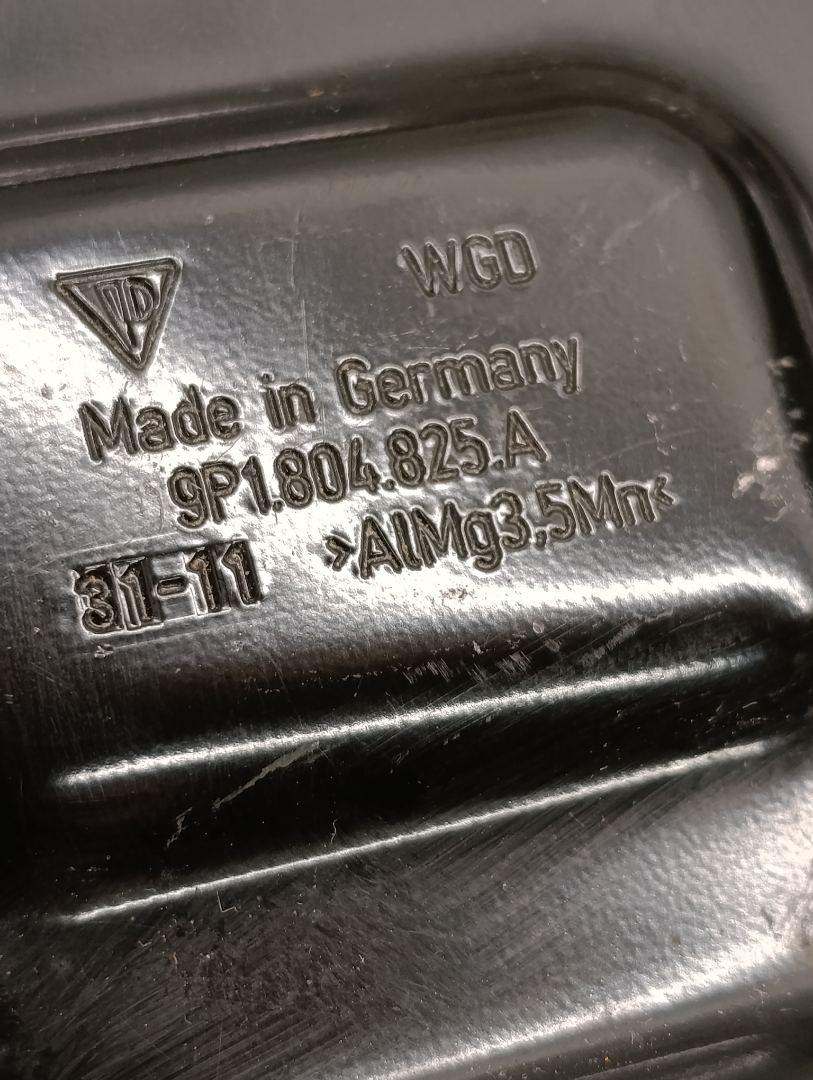 WGD
Made in Germany
9P1.804.825.A
>AlMg3,5Mn<
31-11